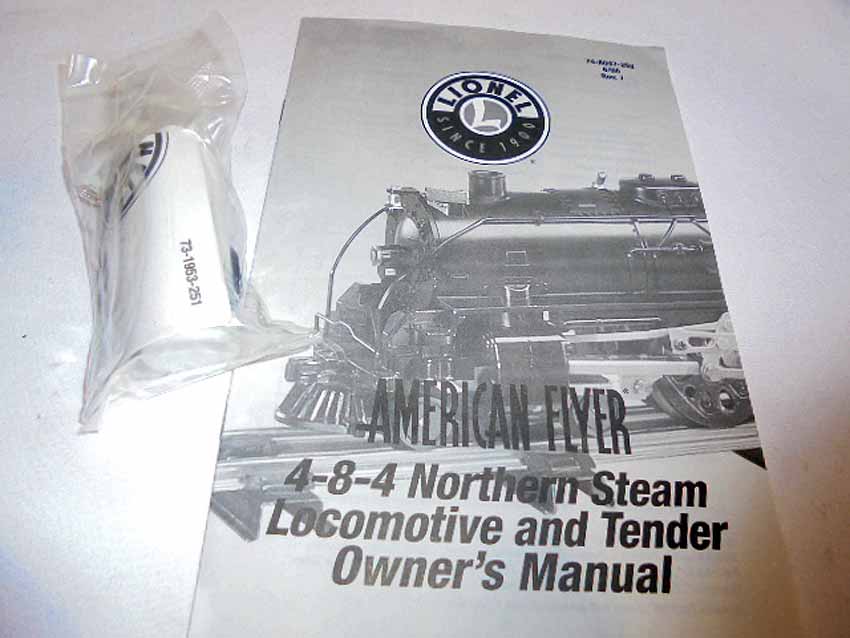 73-1953-251
LIONEL
L
SINCE 1900
AMERICAN FLYER
4-8-4 Northern Steam
Locomotive and Tender
Owner's Manual